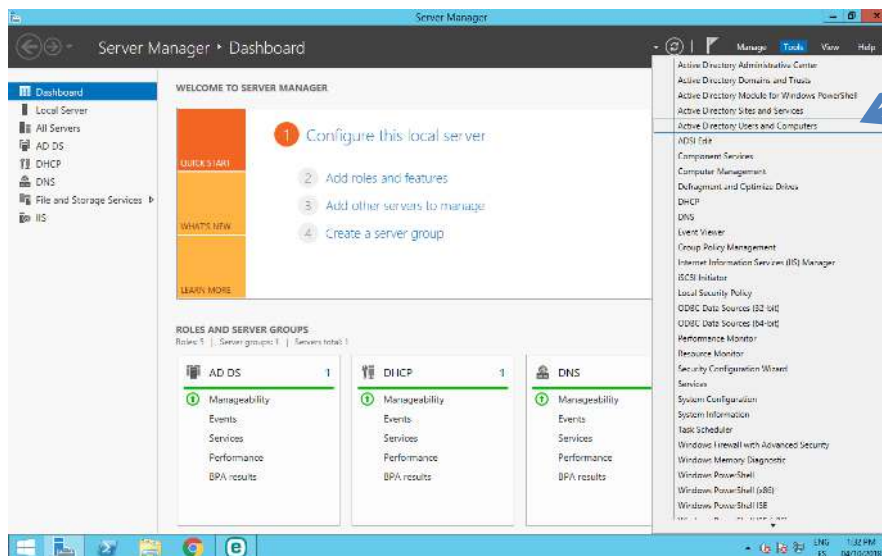 Server Manager
Server Manager • Dashboard
Manage Tools View Help
Dashboard
Local Server
All Servers
AD DS
DHCP
DNS
File and Storage Services
IIS
WELCOME TO SERVER MANAGER
QUICK START
WHAT'S NEW
LEARN MORE
1 Configure this local server
2 Add roles and features
3 Add other servers to manage
4 Create a server group
ROLES AND SERVER GROUPS
Roles: 5 | Server groups: 1 | Servers total: 1
AD DS 1
Manageability
Events
Services
Performance
BPA results
DHCP 1
Manageability
Events
Services
Performance
BPA results
DNS
Manageability
Events
Services
Performance
BPA results
Active Directory Administrative Center
Active Directory Domains and Trusts
Active Directory Module for Windows PowerShell
Active Directory Sites and Services
Active Directory Users and Computers
ADSI Edit
Component Services
Computer Management
Defragment and Optimize Drives
DHCP
DNS
Event Viewer
Group Policy Management
Internet Information Services (IIS) Manager
iSCSI Initiator
Local Security Policy
ODBC Data Sources (32-bit)
ODBC Data Sources (64-bit)
Performance Monitor
Resource Monitor
Security Configuration Wizard
Services
System Configuration
System Information
Task Scheduler
Windows Firewall with Advanced Security
Windows Memory Diagnostic
Windows PowerShell
Windows PowerShell (x86)
Windows PowerShell ISE
ENG
ES
1:32 PM
04/10/2018